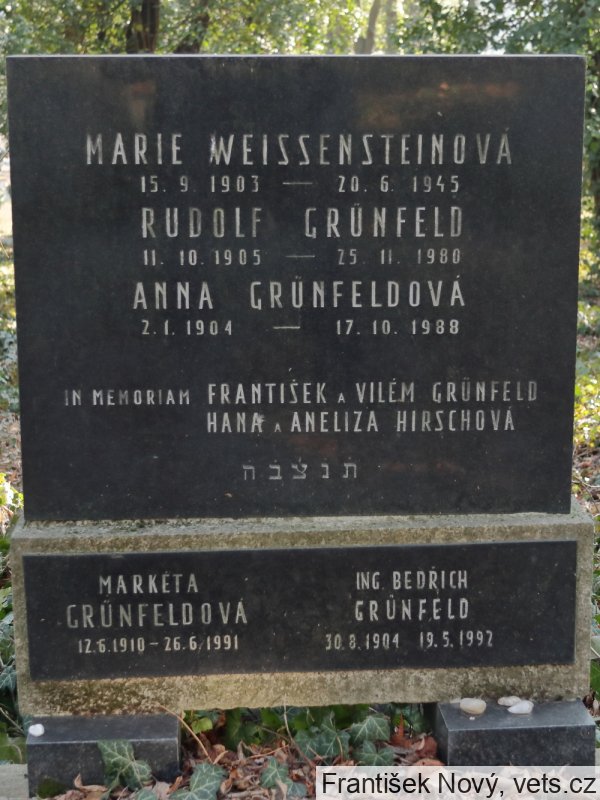 MARIE WEISSENSTEINOVÁ
15. 9. 1903 — 20. 6. 1945
RUDOLF GRÜNFELD
11. 10. 1905 — 25. 11. 1980
ANNA GRÜNFELDOVÁ
2. 1. 1904 — 17. 10. 1988
IN MEMORIAM FRANTIŠEK A VILÉM GRÜNFELD
HANA A ANELIZA HIRSCHOVÁ
תנצבה
MARKÉTA
GRÜNFELDOVÁ
12.6.1910 - 26.6.1991
ING. BEDŘICH
GRÜNFELD
30.8.1904 19.5.1992
František Nový, vets.cz